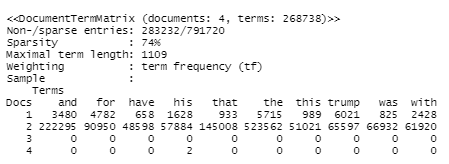 <<DocumentTermMatrix (documents: 4, terms: 268738)>>
Non-/sparse entries: 283232/791720
Sparsity           : 74%
Maximal term length: 1109
Weighting          : term frequency (tf)
Sample             :
    Terms
Docs    and   for  have   his   that    the  this trump   was  with
   1   3480  4782   658  1628    933   5715   989  6021   825  2428
   2 222295 90950 48598 57884 145008 523562 51021 65597 66932 61920
   3      0     0     0     0      0      0     0     0     0     0
   4      0     0     0     2      0      0     0     0     0     0